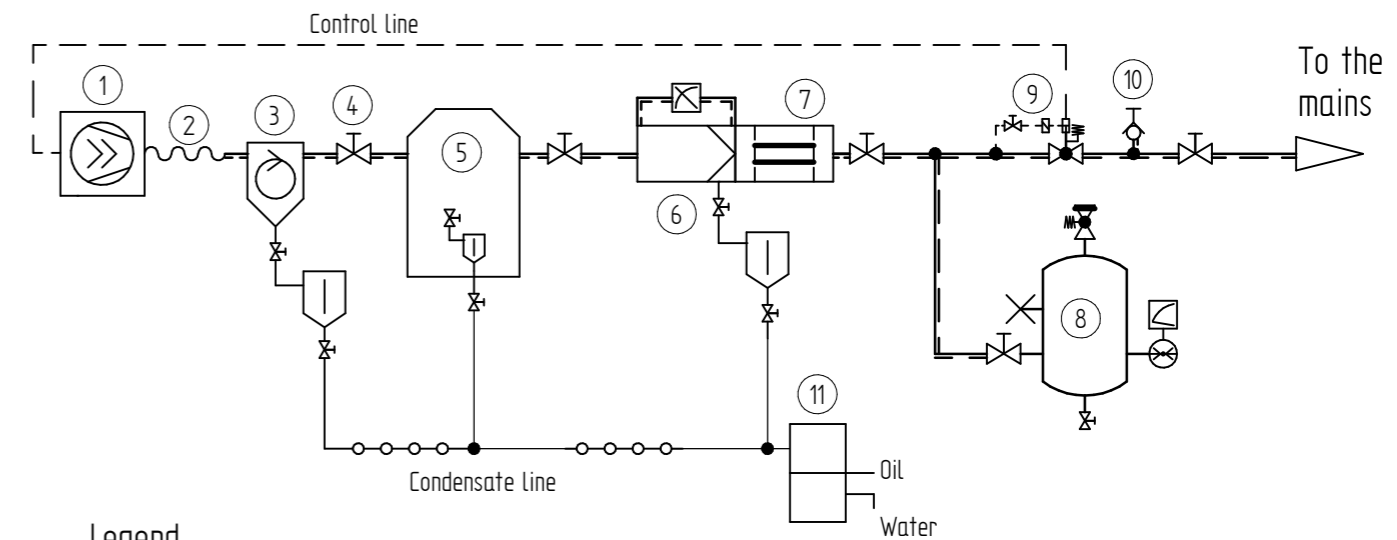 Control line
To the
mains
1
2
3
4
5
6
7
8
9
10
11
Condensate line
Oil
Water
Legend